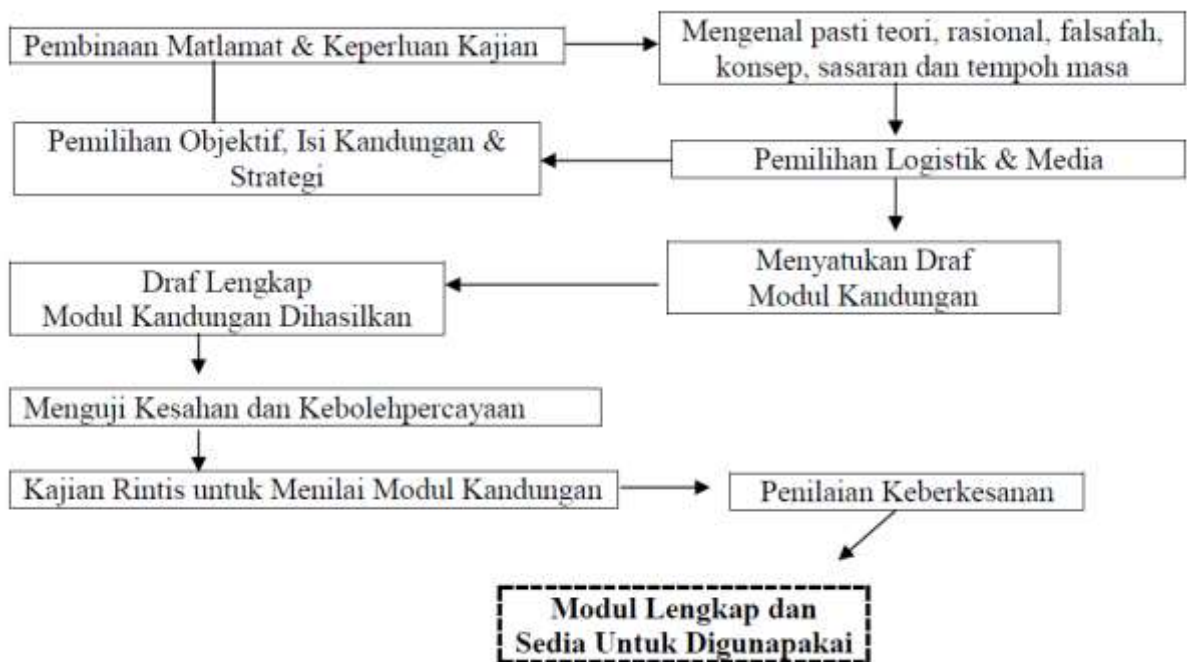 Pembinaan Matlamat & Keperluan Kajian
Mengenal pasti teori, rasional, falsafah,
konsep, sasaran dan tempoh masa
Pemilihan Objektif, Isi Kandungan &
Strategi
Pemilihan Logistik & Media
Menyatukan Draf
Modul Kandungan
Draf Lengkap
Modul Kandungan Dihasilkan
Menguji Kesahan dan Kebolehpercayaan
Kajian Rintis untuk Menilai Modul Kandungan
Penilaian Keberkesanan
Modul Lengkap dan
Sedia Untuk Digunapakai